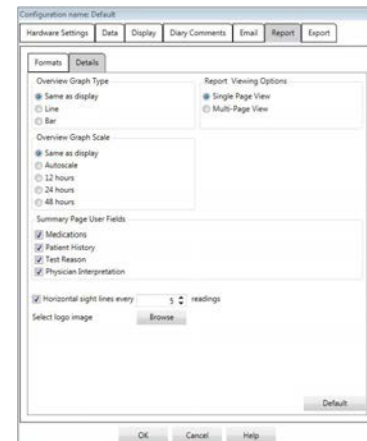 Configuration name: Default
Hardware Settings Data Display Diary Comments Email Report Export
Formats Details
Overview Graph Type
Same as display
Line
Bar
Report Viewing Options
Single Page View
Multi-Page View
Overview Graph Scale
Same as display
Autoscale
12 hours
24 hours
48 hours
Summary Page User Fields
Medications
Patient History
Test Reason
Physician Interpretation
Horizontal sight lines every 5 readings
Select logo image Browse
Default
OK Cancel Help